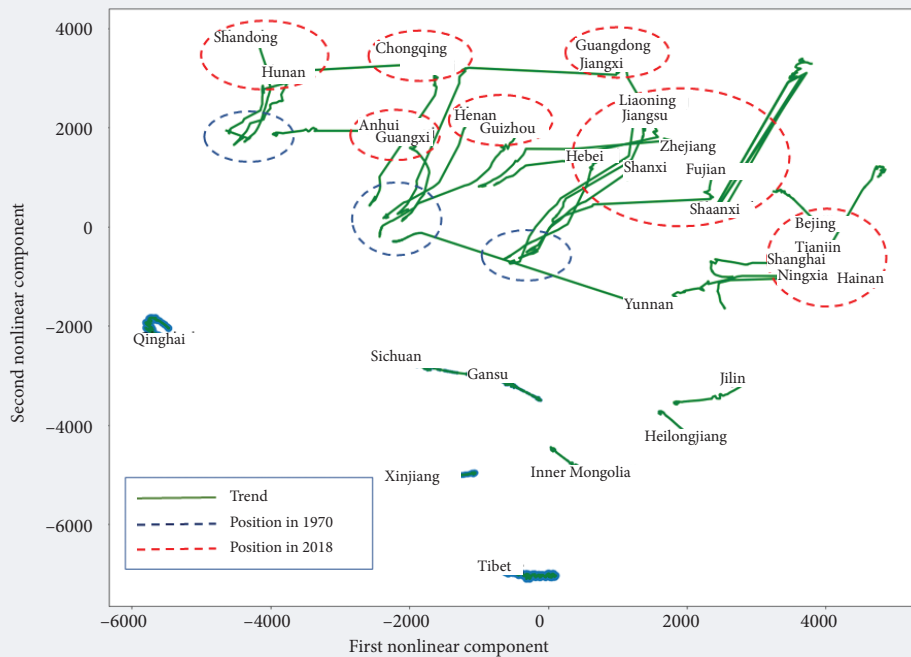 4000
2000
0
−2000
−4000
−6000
Second nonlinear component
Shandong
Hunan
Chongqing
Guangdong
Jiangxi
Anhui
Guangxi
Henan
Guizhou
Liaoning
Jiangsu
Zhejiang
Hebei
Shanxi
Fujian
Shaanxi
Bejing
Tianiin
Shanghai
Ningxia
Hainan
Yunnan
Qinghai
Sichuan
Gansu
Jilin
Heilongjiang
Xinjiang
Inner Mongolia
Tibet
Trend
Position in 1970
Position in 2018
−6000 −4000 −2000 0 2000 4000
First nonlinear component